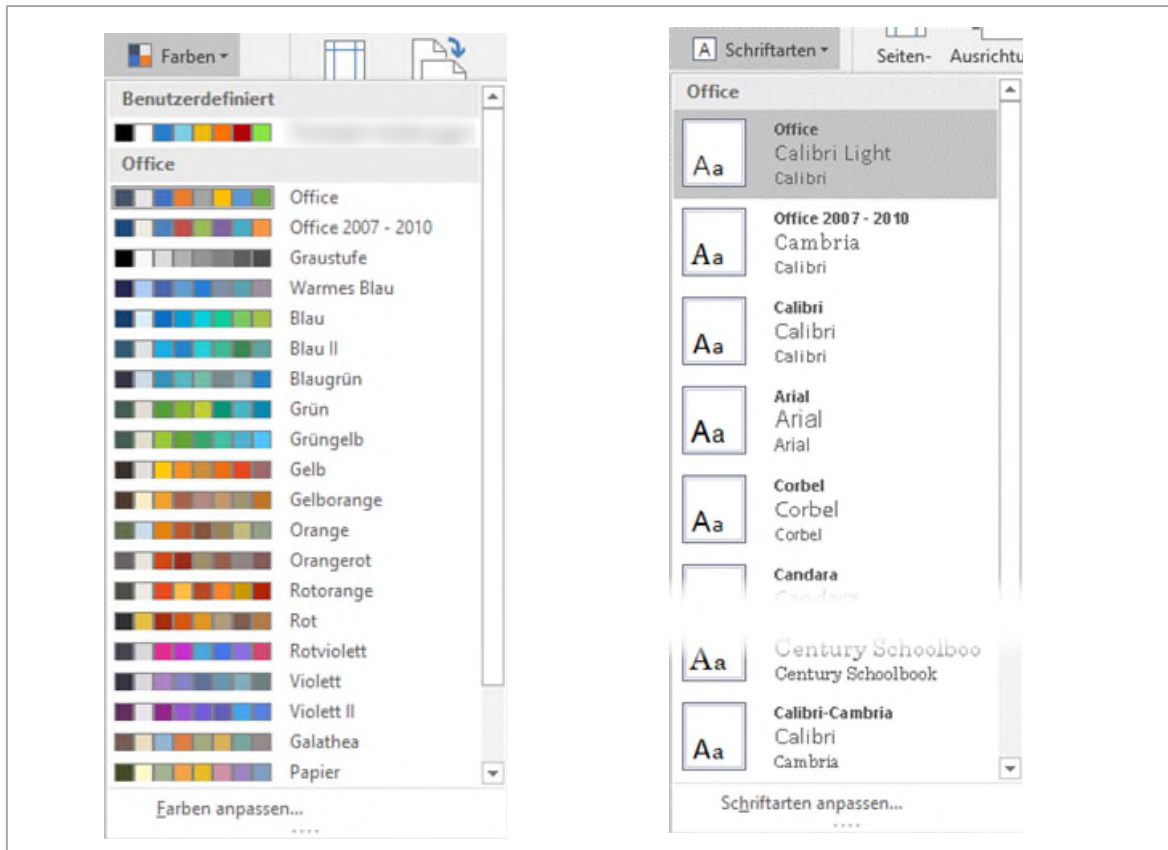 Farben
Benutzerdefiniert
Office
Office
Office 2007 - 2010
Graustufe
Warmes Blau
Blau
Blau II
Blaugrün
Grün
Grüngelb
Gelb
Gelborange
Orange
Orangerot
Rotorange
Rot
Rotviolett
Violett
Violett II
Galathea
Papier
Farben anpassen...
A Schriftarten
Seiten- Ausrichtu
Office
Office
Calibri Light
Aa
Calibri
Office 2007 - 2010
Cambria
Aa
Calibri
Calibri
Calibri
Aa
Calibri
Arial
Arial
Aa
Arial
Corbel
Corbel
Aa
Corbel
Candara
Candara
Century Schoolboo
Aa
Century Schoolbook
Calibri-Cambria
Calibri
Aa
Cambria
Schriftarten anpassen...